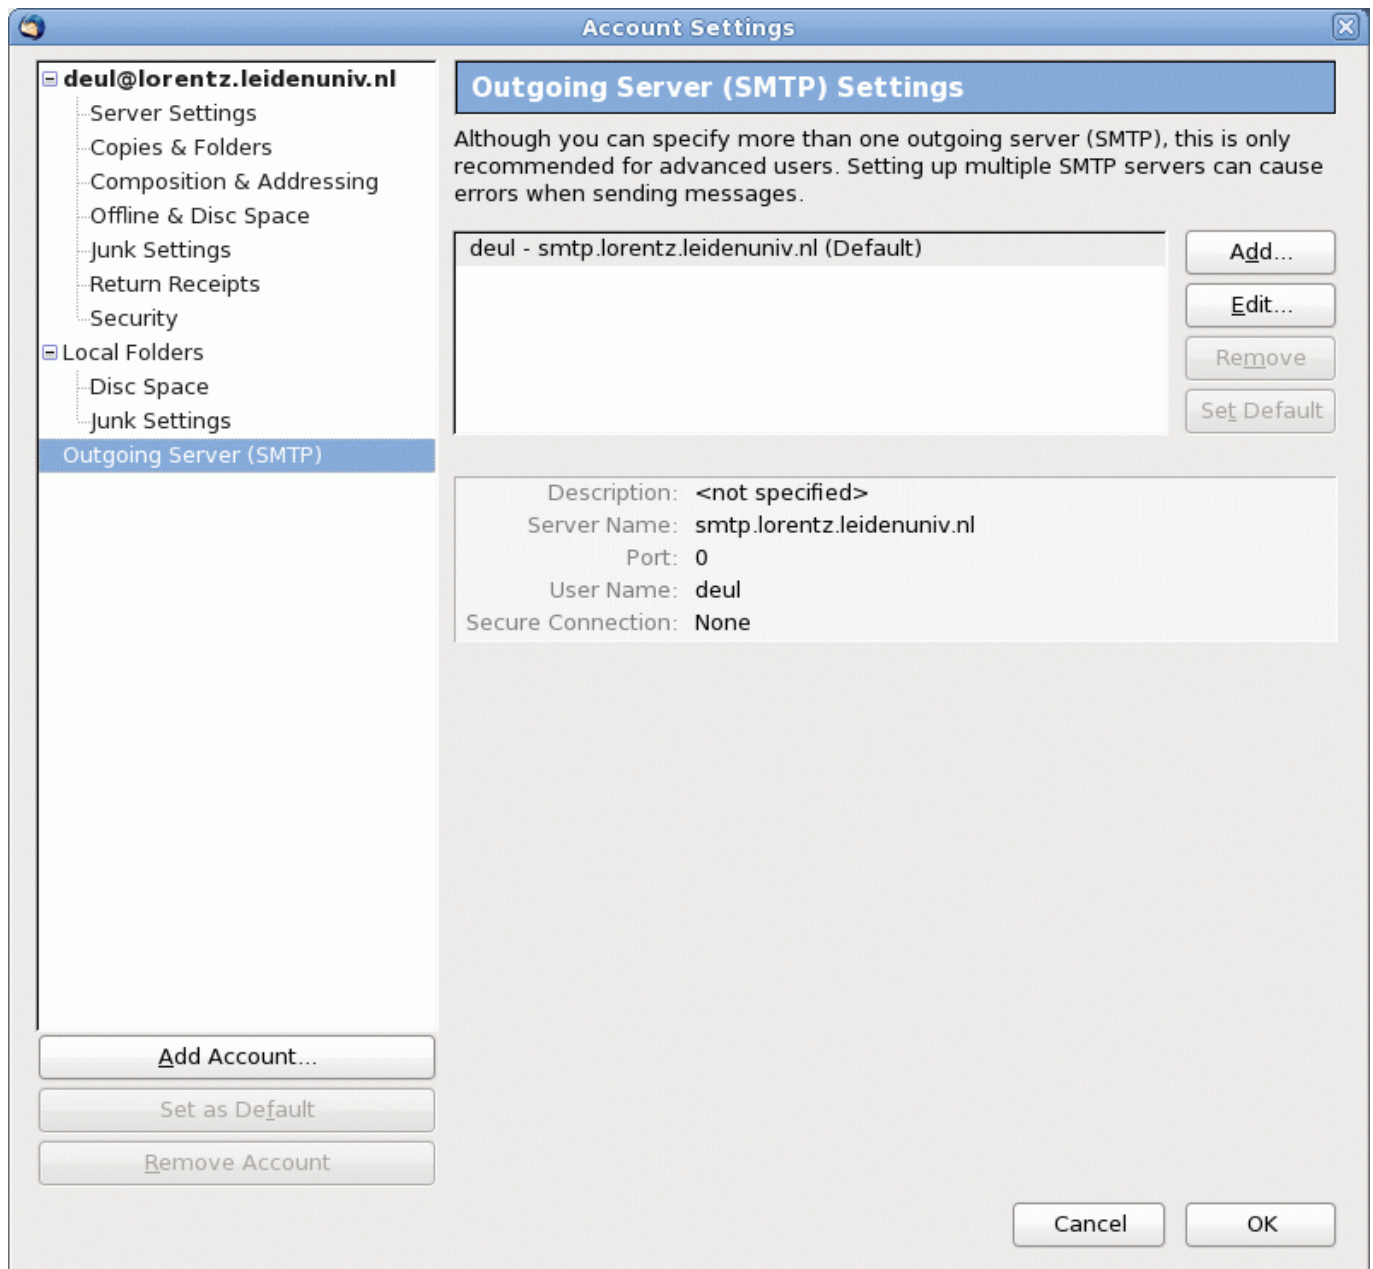 Account Settings
deul@lorentz.leidenuniv.nl
Server Settings
Copies & Folders
Composition & Addressing
Offline & Disc Space
Junk Settings
Return Receipts
Security
Local Folders
Disc Space
Junk Settings
Outgoing Server (SMTP)
Add Account...
Set as Default
Remove Account
Outgoing Server (SMTP) Settings
Although you can specify more than one outgoing server (SMTP), this is only
recommended for advanced users. Setting up multiple SMTP servers can cause
errors when sending messages.
deul - smtp.lorentz.leidenuniv.nl (Default)
Add...
Edit...
Remove
Set Default
Description: <not specified>
Server Name: smtp.lorentz.leidenuniv.nl
Port: 0
User Name: deul
Secure Connection: None
Cancel
OK